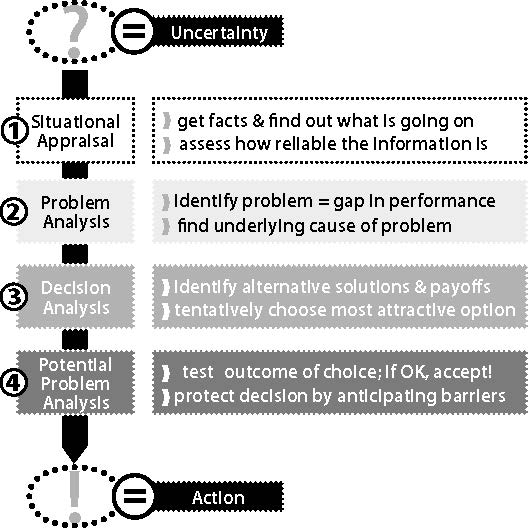 ? = Uncertainty
1 Situational
Appraisal
get facts & find out what is going on
assess how reliable the information is
2 Problem
Analysis
identify problem = gap in performance
find underlying cause of problem
3 Decision
Analysis
identify alternative solutions & payoffs
tentatively choose most attractive option
4 Potential
Problem
Analysis
test outcome of choice; if OK, accept!
protect decision by anticipating barriers
! = Action